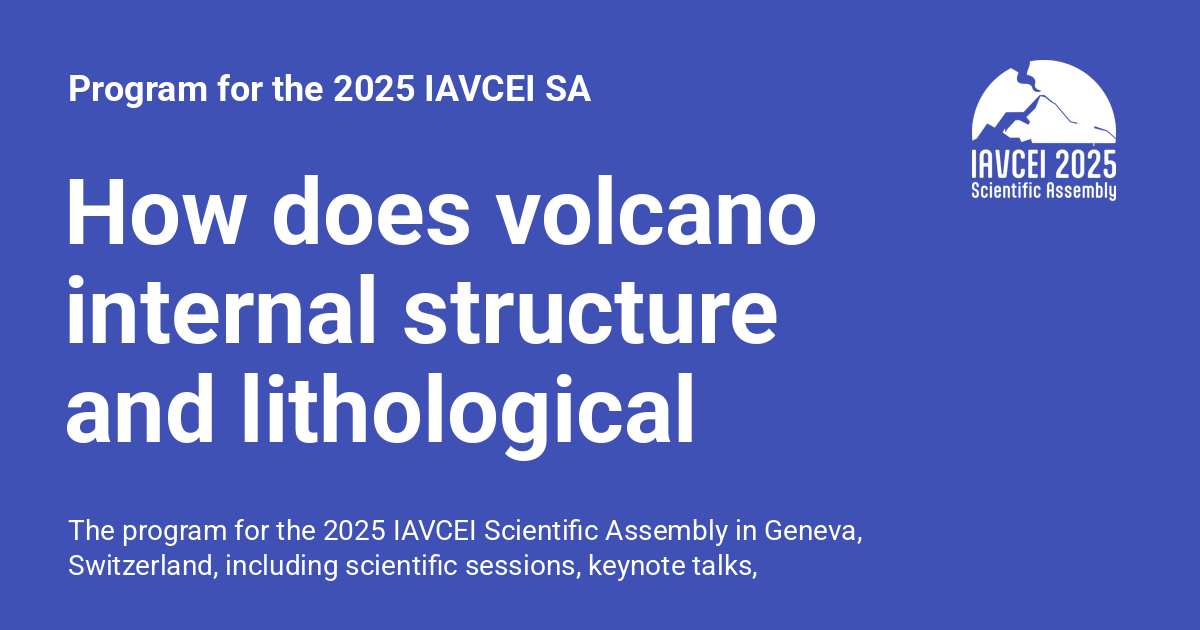 Program for the 2025 IAVCEI SA
IAVCEI 2025
Scientific Assembly
How does volcano
internal structure
and lithological
The program for the 2025 IAVCEI Scientific Assembly in Geneva,
Switzerland, including scientific sessions, keynote talks,